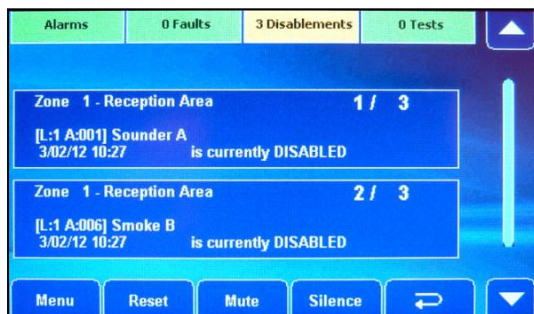 Alarms 0 Faults 3 Disablements 0 Tests
Zone 1 - Reception Area 1 / 3
[L:1 A:001] Sounder A
3/02/12 10:27 is currently DISABLED
Zone 1 - Reception Area 2 / 3
[L:1 A:006] Smoke B
3/02/12 10:27 is currently DISABLED
Menu Reset Mute Silence